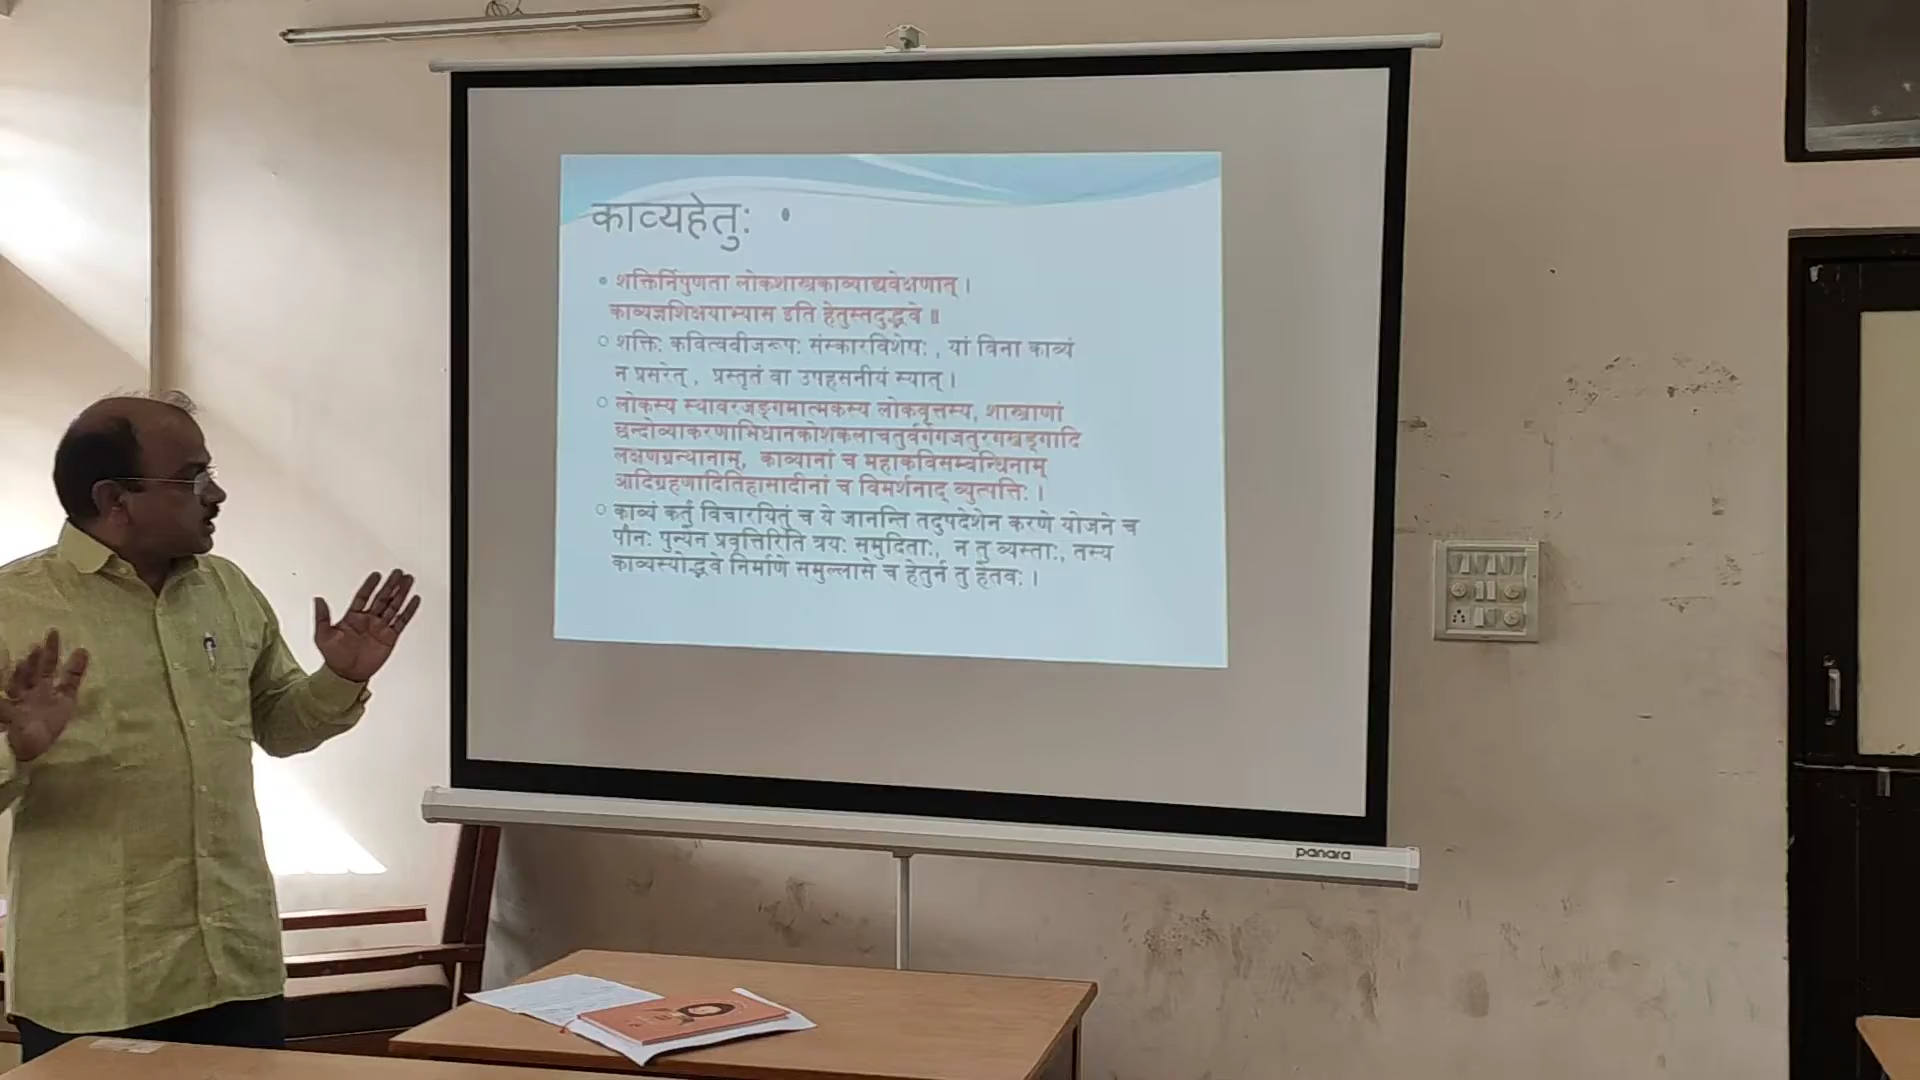 काव्यहेतुः •
• शक्तिर्निपुणता लोकशास्त्रकाव्याद्यवेक्षणात् ।
काव्यज्ञशिक्षयाभ्यास इति हेतुस्तदुद्भवे ॥
○ शक्तिः कवित्वबीजरूपः संस्कारविशेषः , यां विना काव्यं
न प्रसरेत् , प्रस्तृतं वा उपहसनीयं स्यात् ।
○ लोकस्य स्थावरजङ्गमात्मकस्य लोकवृत्तस्य, शास्त्राणां
छन्दोव्याकरणाभिधानकोशकलाचतुर्वर्गगजतुरगखड्गादि
लक्षणग्रन्थानाम्, काव्यानां च महाकविसम्बन्धिनाम्
आदिग्रहणादितिहासादीनां च विमर्शनाद् व्युत्पत्तिः ।
○ काव्यं कर्तुं विचारयितुं च ये जानन्ति तदुपदेशेन करणे योजने च
पौनः पुन्येन प्रवृत्तिरिति त्रयः समुदिताः, न तु व्यस्ताः, तस्य
काव्यस्योद्भवे निर्माणे समुल्लासे च हेतुर्न तु हेतवः ।
panara